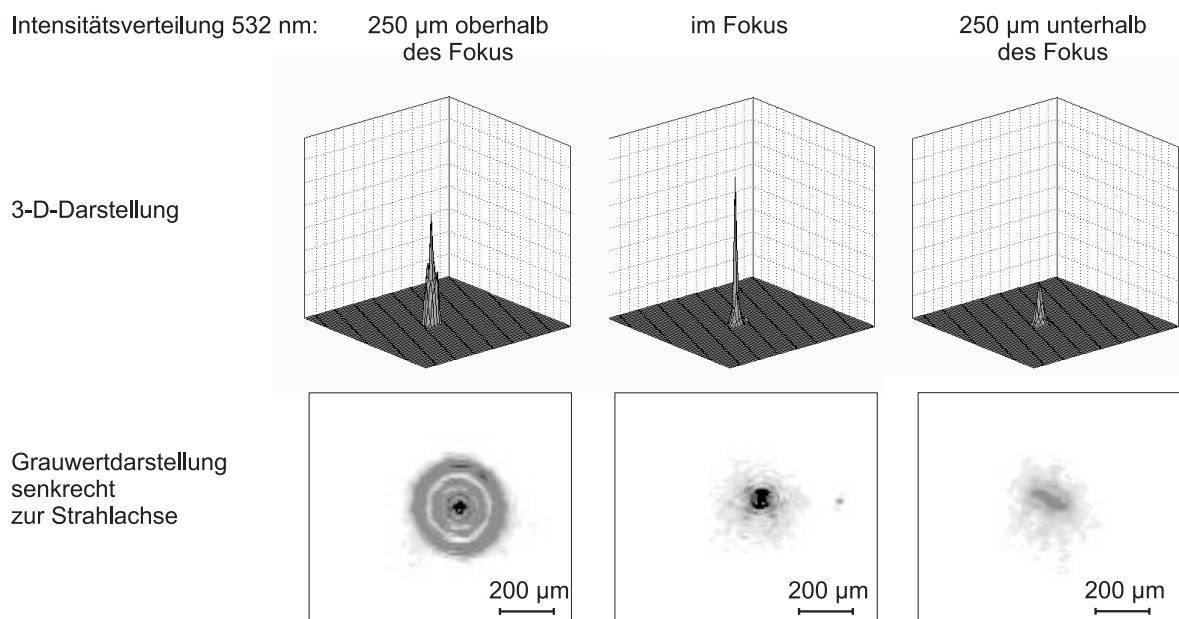 Intensitätsverteilung 532 nm:
250 µm oberhalb
des Fokus
im Fokus
250 µm unterhalb
des Fokus
3-D-Darstellung
Grauwertdarstellung
senkrecht
zur Strahlachse
200 µm
200 µm
200 µm